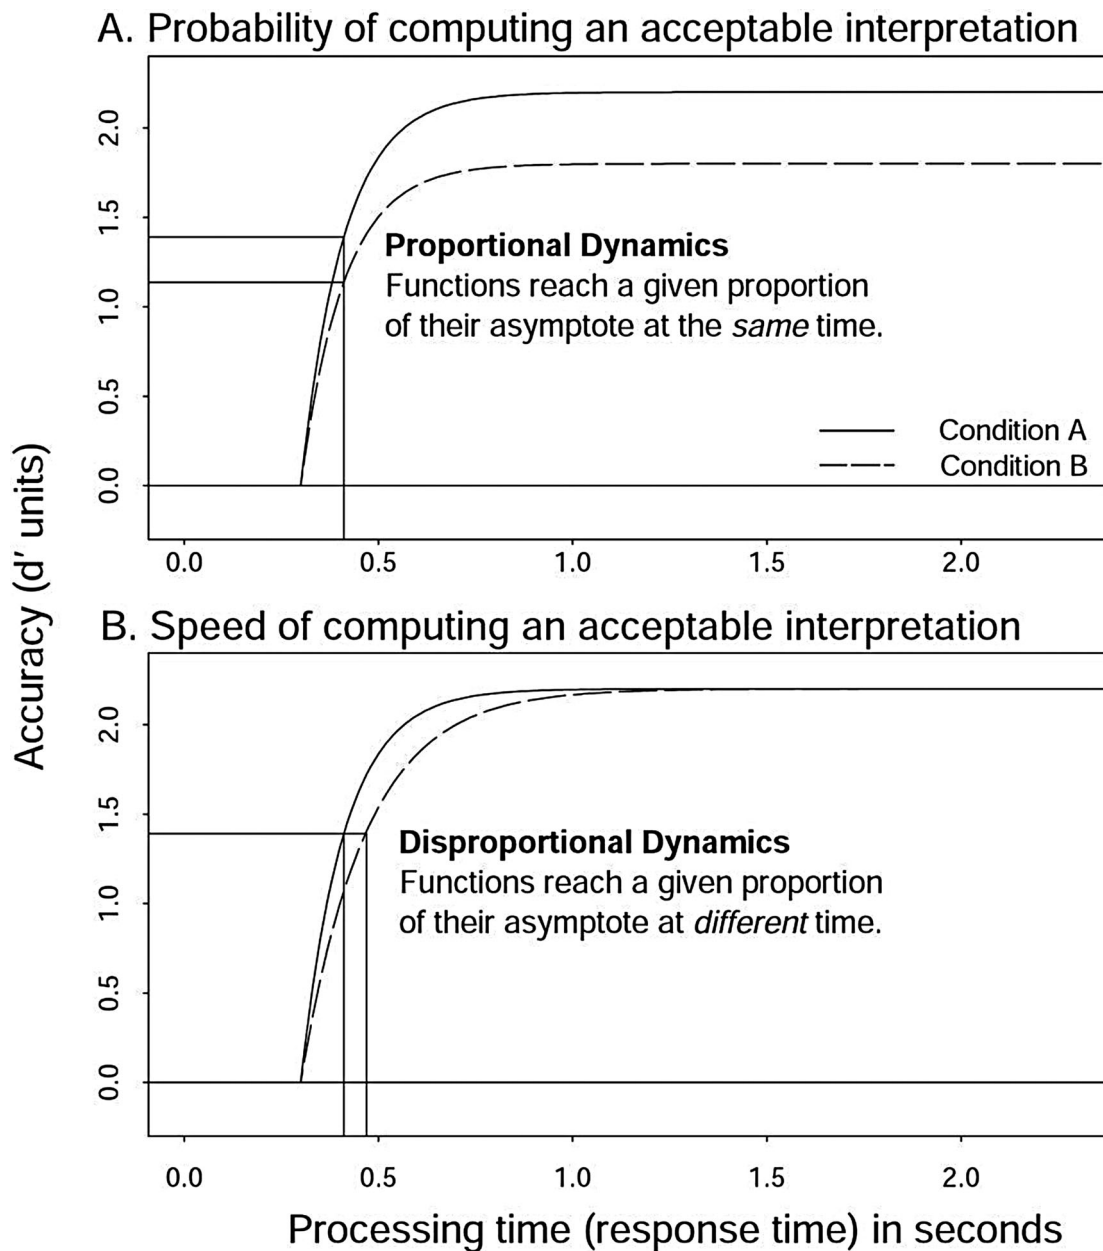 A. Probability of computing an acceptable interpretation
2.0
1.5
1.0
0.5
0.0
Proportional Dynamics
Functions reach a given proportion
of their asymptote at the same time.
Condition A
Condition B
0.0 0.5 1.0 1.5 2.0
Accuracy (d′ units)
B. Speed of computing an acceptable interpretation
2.0
1.5
1.0
0.5
0.0
Disproportional Dynamics
Functions reach a given proportion
of their asymptote at different time.
0.0 0.5 1.0 1.5 2.0
Processing time (response time) in seconds